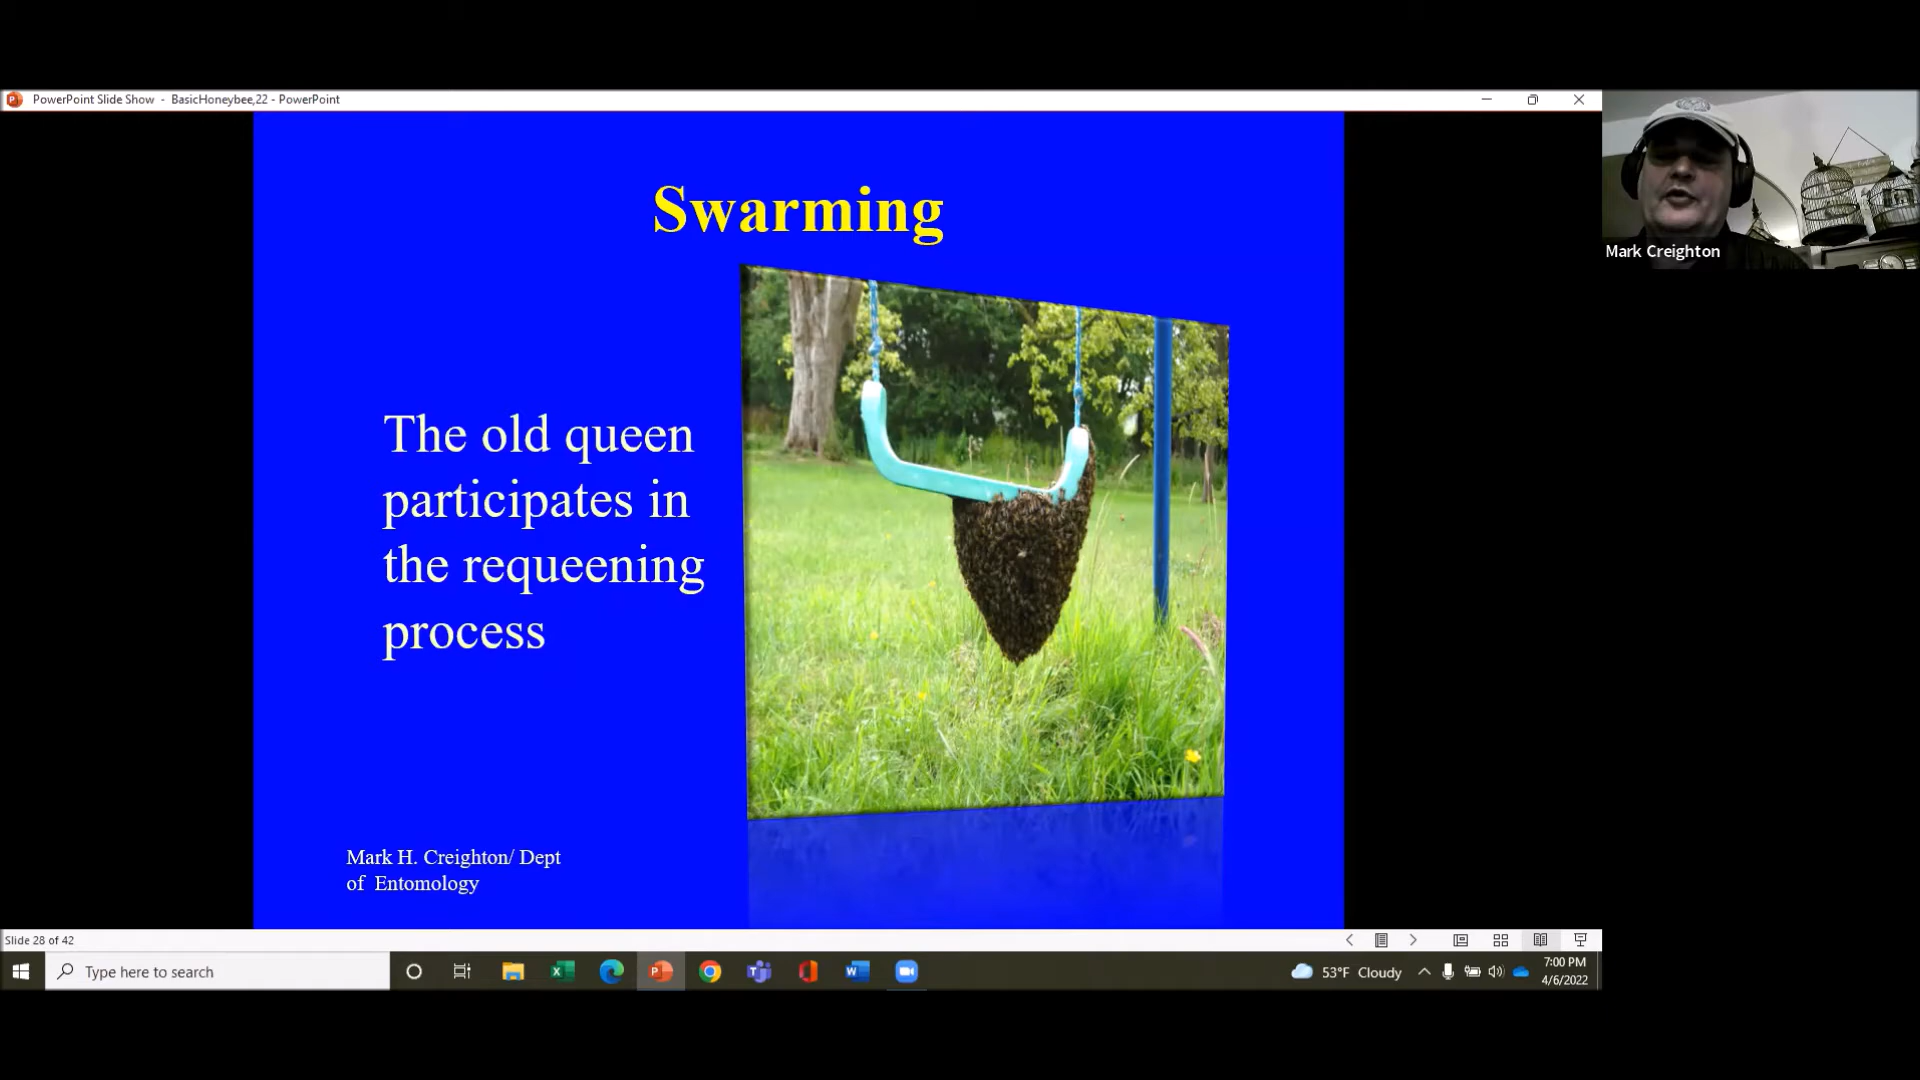 PowerPoint Slide Show - BasicHoneybee,22 - PowerPoint
Swarming
The old queen
participates in
the requeening
process
Mark H. Creighton/ Dept
of Entomology
Mark Creighton
Slide 28 of 42
Type here to search
53°F Cloudy
7:00 PM
4/6/2022